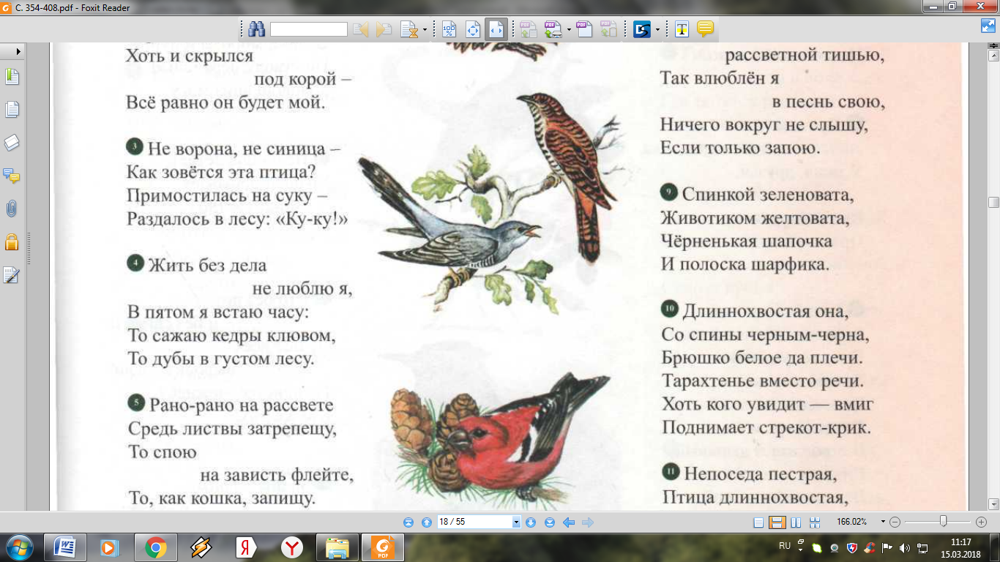 C. 354-408.pdf - Foxit Reader
Хоть и скрылся
под корой –
Всё равно он будет мой.
3 Не ворона, не синица –
Как зовётся эта птица?
Примостилась на суку –
Раздалось в лесу: «Ку-ку!»
4 Жить без дела
не люблю я,
В пятом я встаю часу:
То сажаю кедры клювом,
То дубы в густом лесу.
5 Рано-рано на рассвете
Средь листвы затрепещу,
То спою
на зависть флейте,
То, как кошка, запищу.
рассветной тишью,
Так влюблён я
в песнь свою,
Ничего вокруг не слышу,
Если только запою.
9 Спинкой зеленовата,
Животиком желтовата,
Чёрненькая шапочка
И полоска шарфика.
10 Длиннохвостая она,
Со спины черным-черна,
Брюшко белое да плечи.
Тарахтенье вместо речи.
Хоть кого увидит — вмиг
Поднимает стрекот-крик.
11 Непоседа пестрая,
Птица длиннохвостая,
18 / 55
166.02%
RU
11:17
15.03.2018